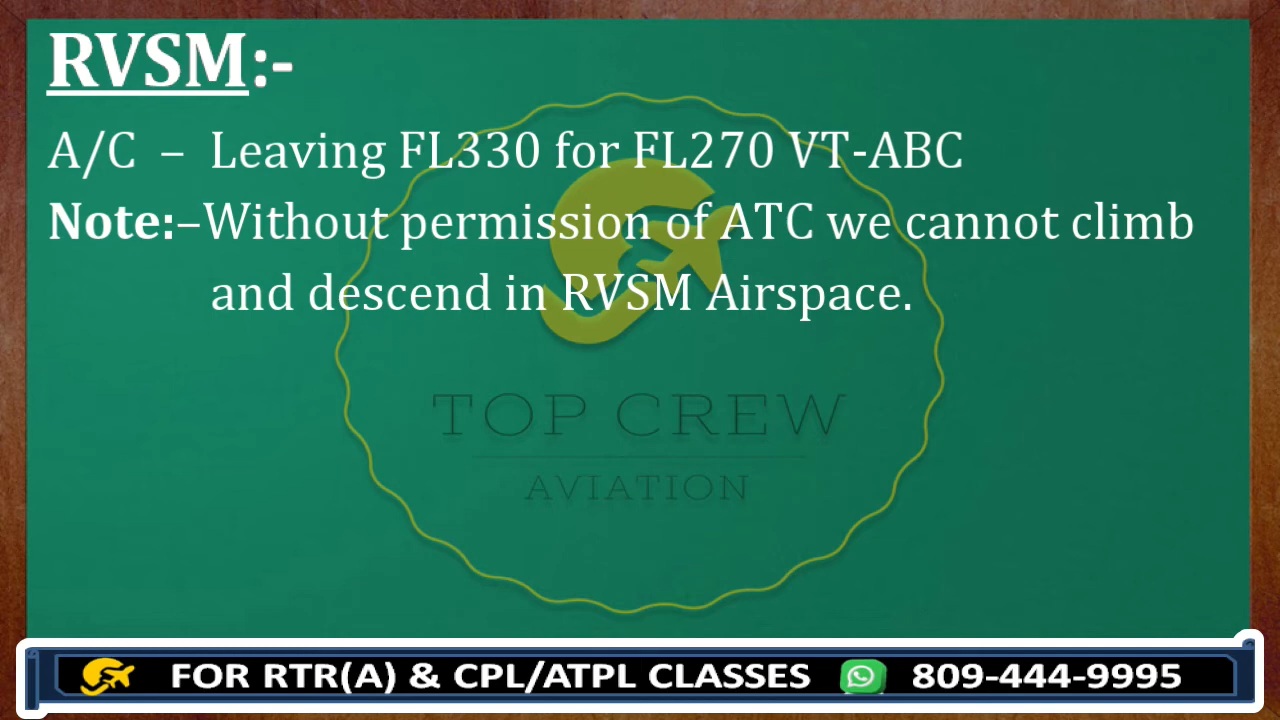 RVSM:-
A/C – Leaving FL330 for FL270 VT-ABC
Note:–Without permission of ATC we cannot climb
and descend in RVSM Airspace.
TOP CREW
AVIATION
FOR RTR(A) & CPL/ATPL CLASSES 809-444-9995